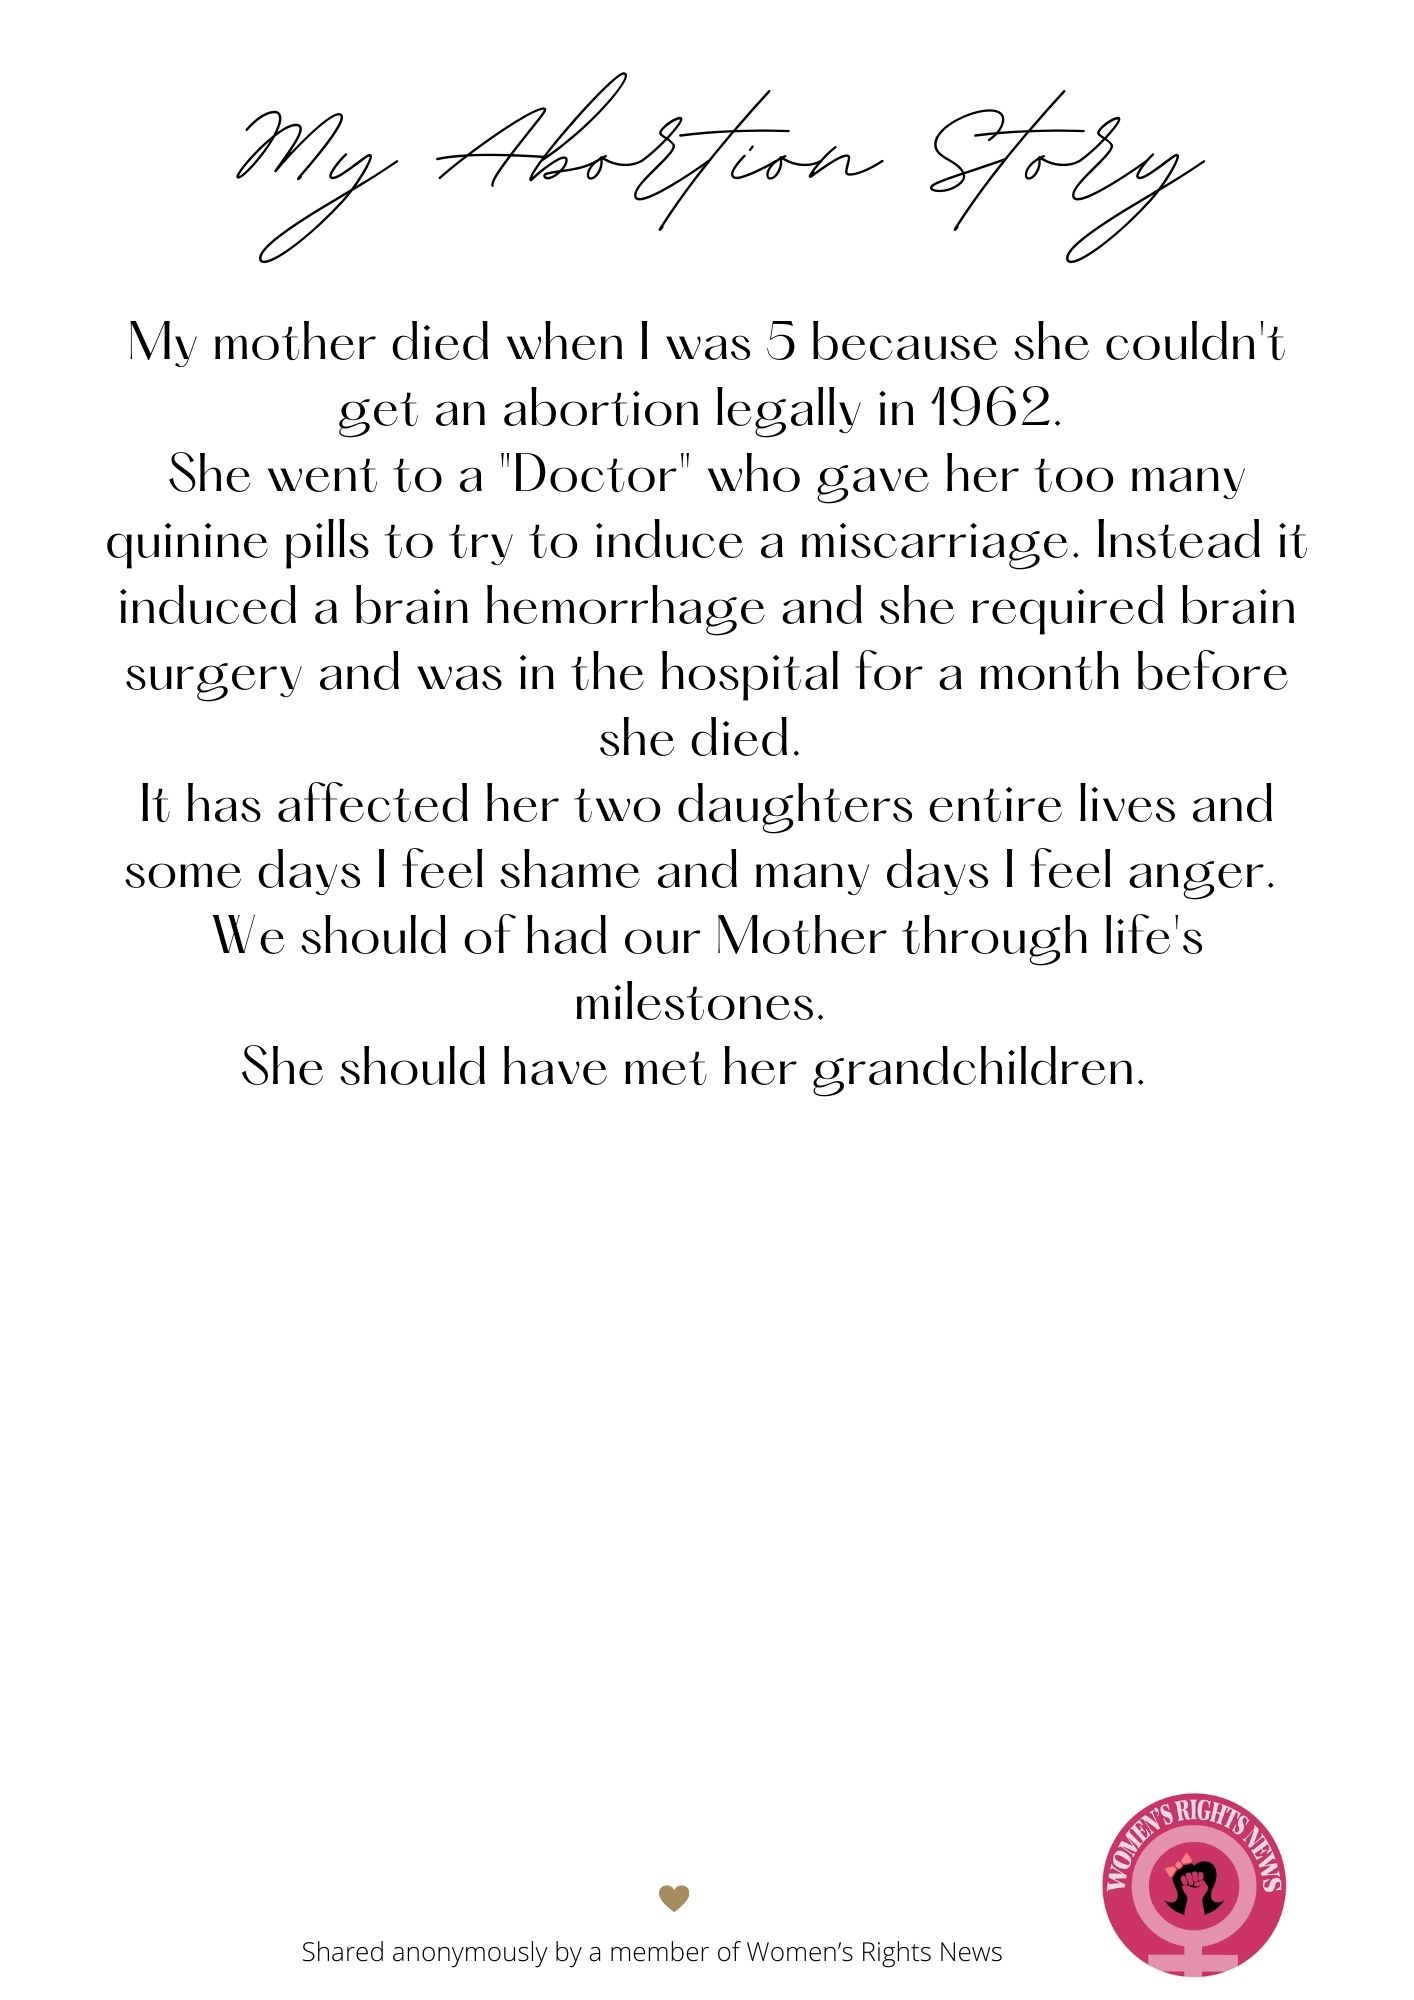 My Abortion Story
My mother died when I was 5 because she couldn't
get an abortion legally in 1962.
She went to a "Doctor" who gave her too many
quinine pills to try to induce a miscarriage. Instead it
induced a brain hemorrhage and she required brain
surgery and was in the hospital for a month before
she died.
It has affected her two daughters entire lives and
some days I feel shame and many days I feel anger.
We should of had our Mother through life's
milestones.
She should have met her grandchildren.
WOMEN'S RIGHTS NEWS
Shared anonymously by a member of Women’s Rights News